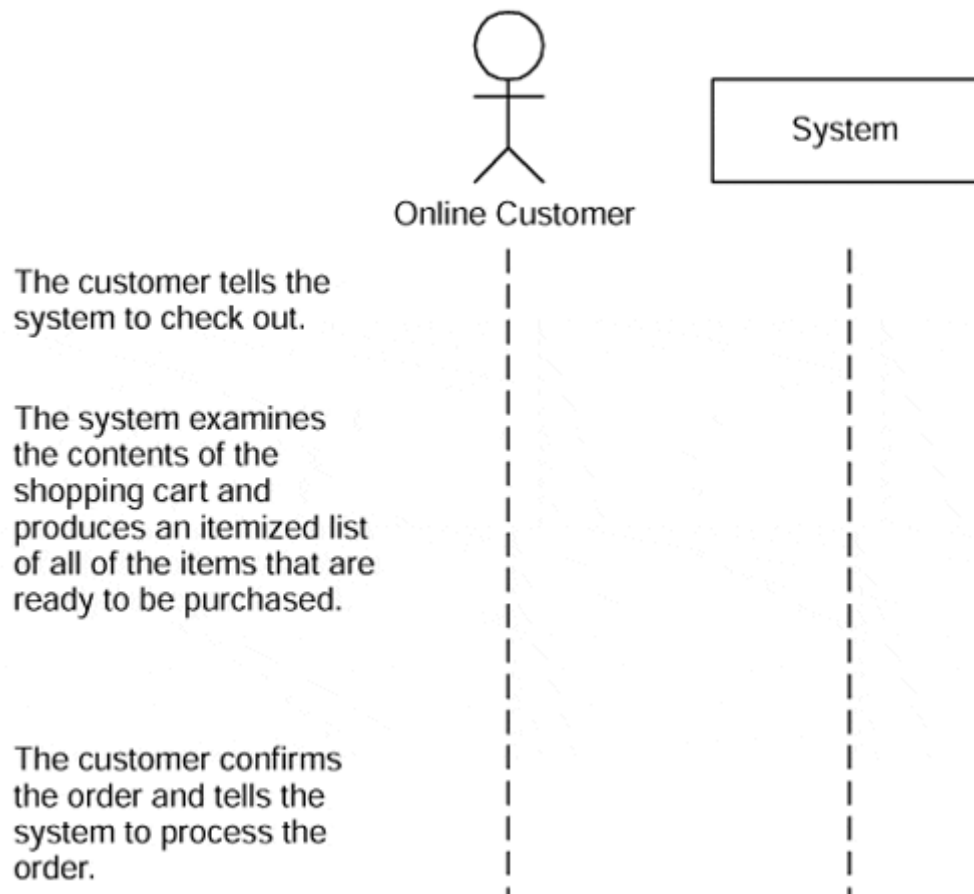 System
Online Customer
The customer tells the
system to check out.
The system examines
the contents of the
shopping cart and
produces an itemized list
of all of the items that are
ready to be purchased.
The customer confirms
the order and tells the
system to process the
order.